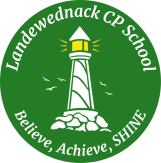 Landewednack CP School
Believe, Achieve, SHINE